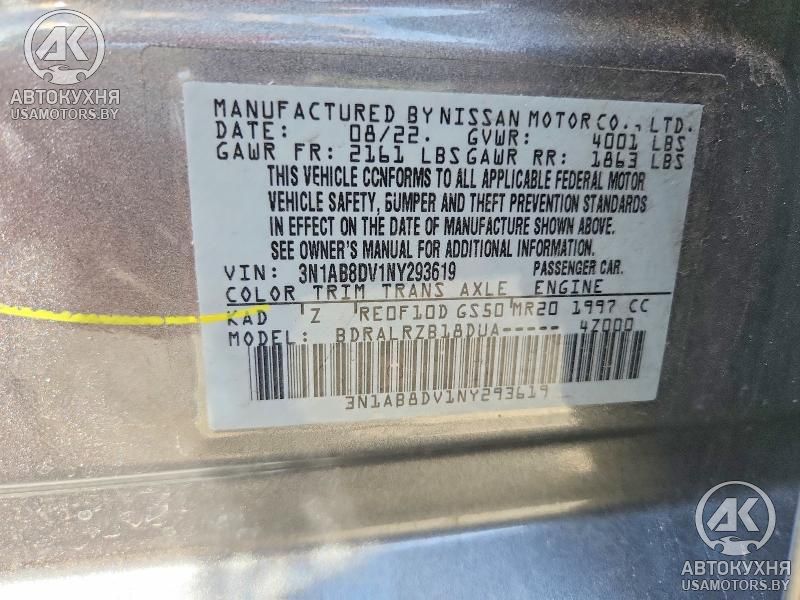 AK
АВТОКУХНЯ
USAMOTORS.BY
MANUFACTURED BY NISSAN MOTOR CO., LTD.
DATE: 08/22. GVWR: 4001 LBS
GAWR FR: 2161 LBS GAWR RR: 1863 LBS
THIS VEHICLE CONFORMS TO ALL APPLICABLE FEDERAL MOTOR
VEHICLE SAFETY, BUMPER AND THEFT PREVENTION STANDARDS
IN EFFECT ON THE DATE OF MANUFACTURE SHOWN ABOVE.
SEE OWNER'S MANUAL FOR ADDITIONAL INFORMATION.
VIN: 3N1AB8DV1NY293619 PASSENGER CAR.
COLOR TRIM TRANS AXLE ENGINE
KAD Z RE0F10D GS50 MR20 1997 CC
MODEL: BDRALRZB18DUA----- 4Z000
3N1AB8DV1NY293619
AK
АВТОКУХНЯ
USAMOTORS.BY